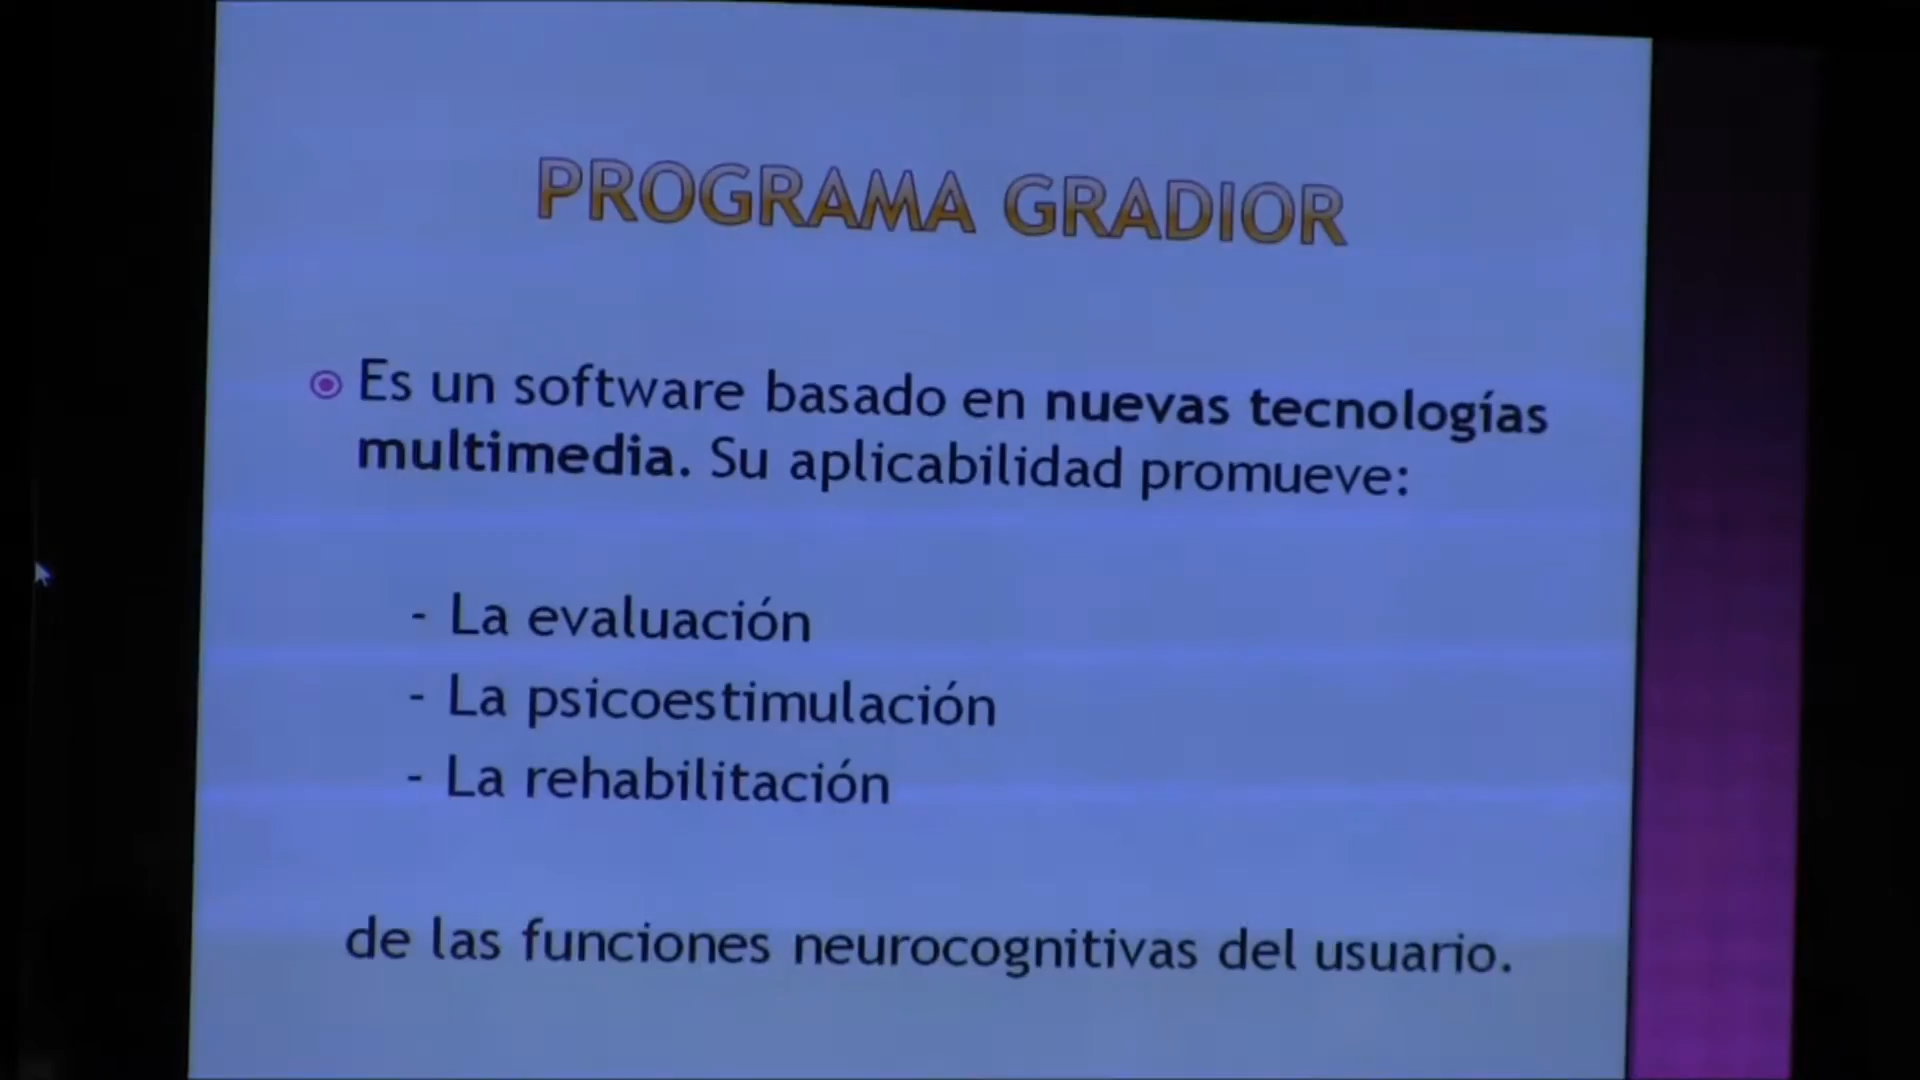 PROGRAMA GRADIOR
Es un software basado en nuevas tecnologías
multimedia. Su aplicabilidad promueve:
- La evaluación
- La psicoestimulación
- La rehabilitación
de las funciones neurocognitivas del usuario.